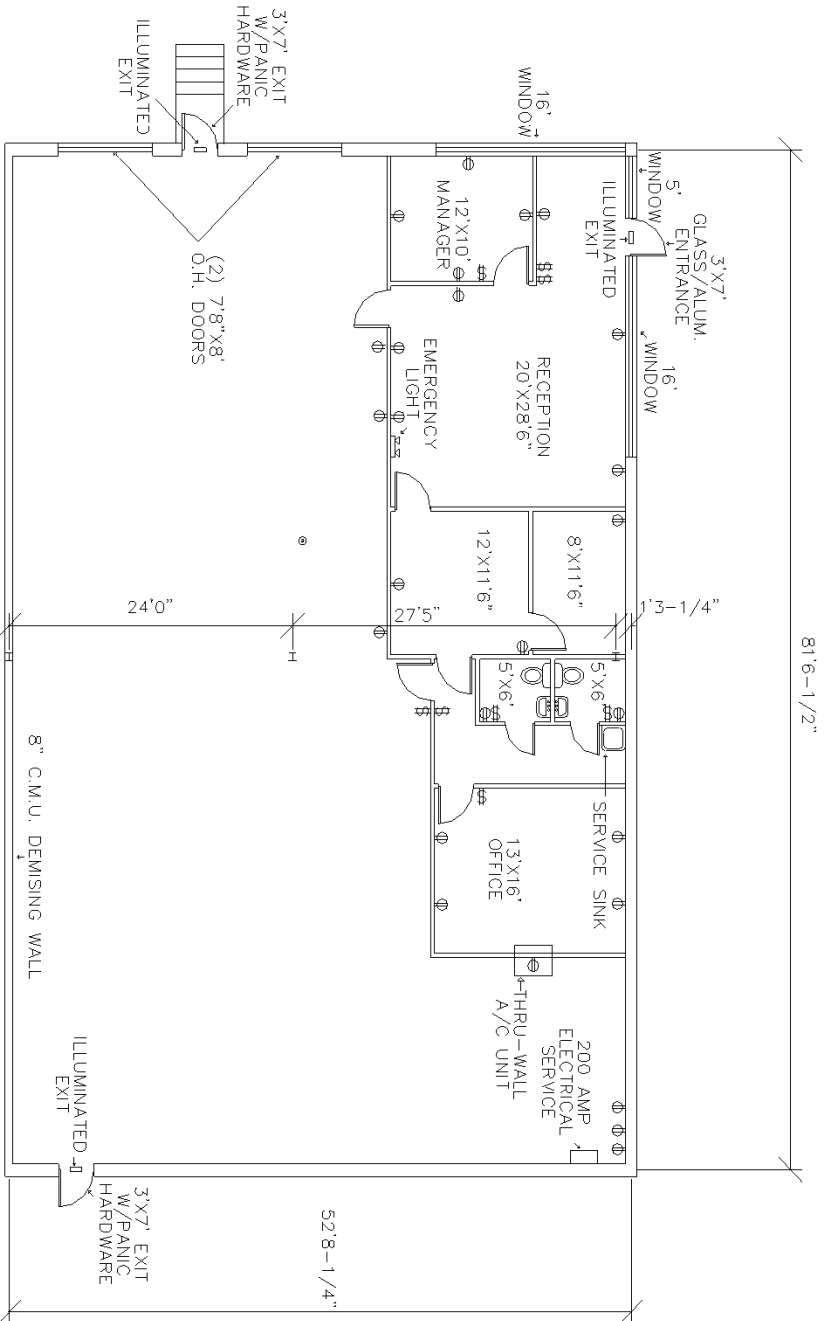 3'X7' EXIT
W/PANIC
HARDWARE
ILLUMINATED
EXIT
16'
WINDOW
5'
WINDOW
3'X7'
GLASS/ALUM.
ENTRANCE
ILLUMINATED
EXIT
16'
WINDOW
12'X10'
MANAGER
(2) 7'8"X8'
O.H. DOORS
RECEPTION
20'X28'6"
EMERGENCY
LIGHT
12'X11'6"
8'X11'6"
24'0"
27'5"
1'3-1/4"
81'6-1/2"
H
H
H
5'X6'
5'X6'
$
$
$
$
$
$
$
$
SERVICE SINK
13'X16'
OFFICE
THRU-WALL
A/C UNIT
200 AMP
ELECTRICAL
SERVICE
8" C.M.U. DEMISING WALL
ILLUMINATED
EXIT
3'X7' EXIT
W/PANIC
HARDWARE
52'8-1/4"